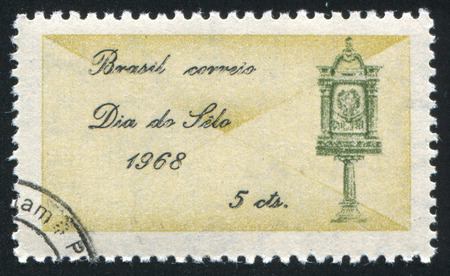 Brasil correio
Dia do Sêlo
1968
5 cts.